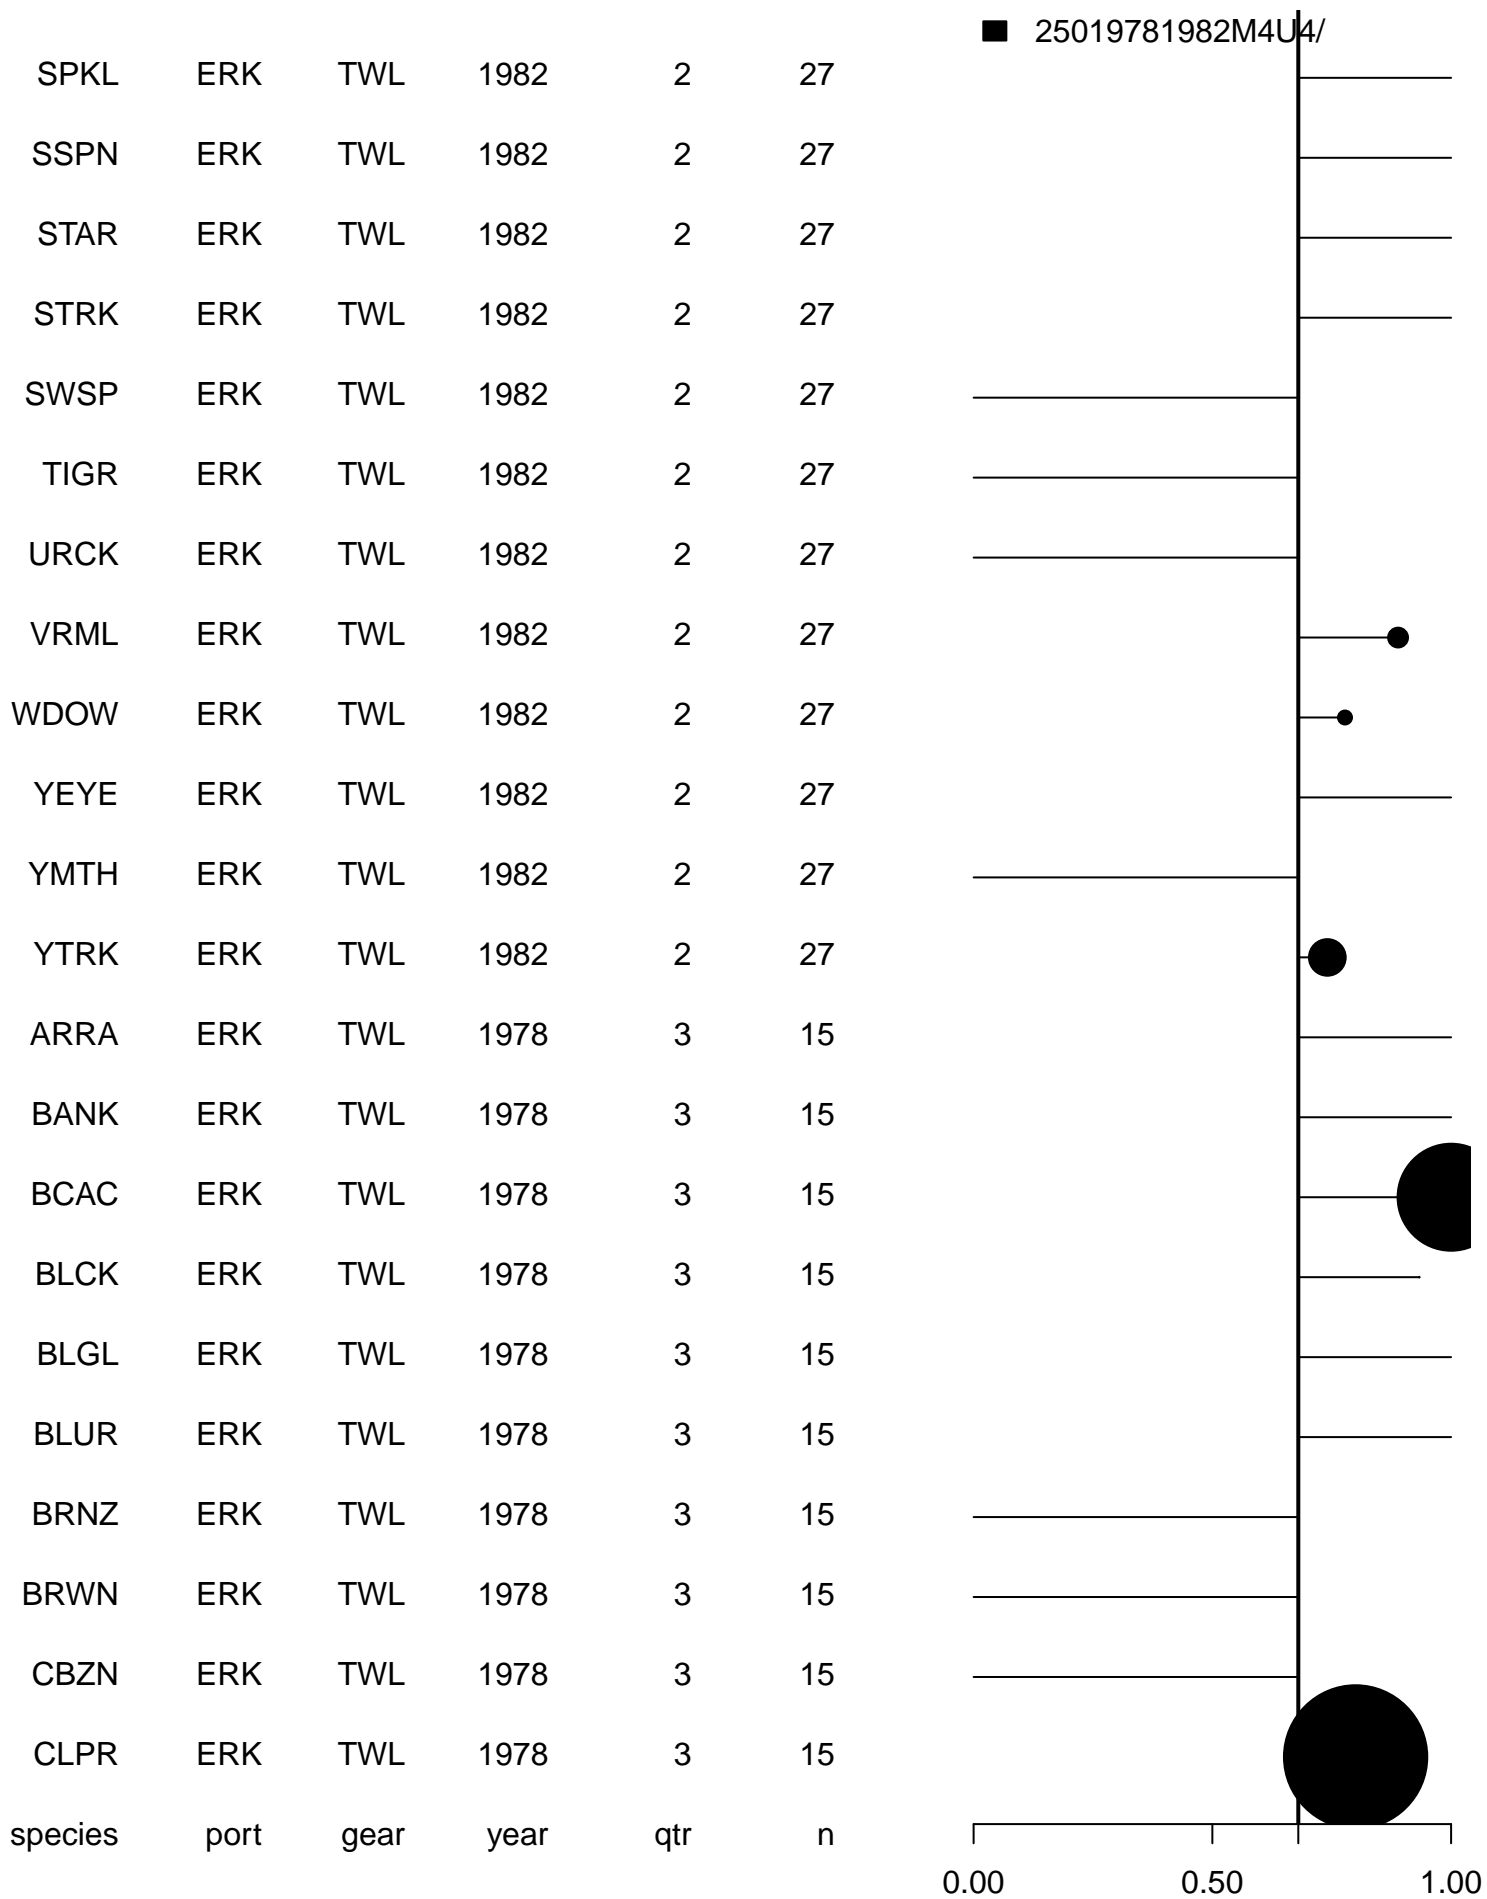 25019781982M4U4/
SPKL ERK TWL 1982 2 27
SSPN ERK TWL 1982 2 27
STAR ERK TWL 1982 2 27
STRK ERK TWL 1982 2 27
SWSP ERK TWL 1982 2 27
TIGR ERK TWL 1982 2 27
URCK ERK TWL 1982 2 27
VRML ERK TWL 1982 2 27
WDOW ERK TWL 1982 2 27
YEYE ERK TWL 1982 2 27
YMTH ERK TWL 1982 2 27
YTRK ERK TWL 1982 2 27
ARRA ERK TWL 1978 3 15
BANK ERK TWL 1978 3 15
BCAC ERK TWL 1978 3 15
BLCK ERK TWL 1978 3 15
BLGL ERK TWL 1978 3 15
BLUR ERK TWL 1978 3 15
BRNZ ERK TWL 1978 3 15
BRWN ERK TWL 1978 3 15
CBZN ERK TWL 1978 3 15
CLPR ERK TWL 1978 3 15
species port gear year qtr n
0.00 0.50 1.00